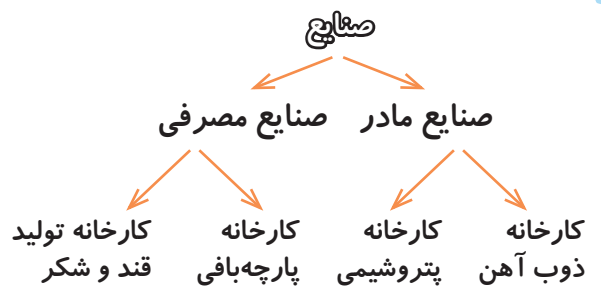 صنایع
صنایع مادر
صنایع مصرفی
کارخانه
ذوب آهن
کارخانه
پتروشیمی
کارخانه
پارچه‌بافی
کارخانه تولید
قند و شکر